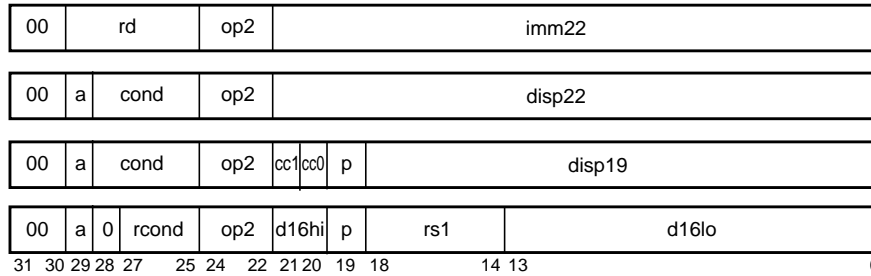 00 rd op2 imm22
00 a cond op2 disp22
00 a cond op2 cc1 cc0 p disp19
00 a 0 rcond op2 d16hi p rs1 d16lo
31 30 29 28 27 25 24 22 21 20 19 18 14 13